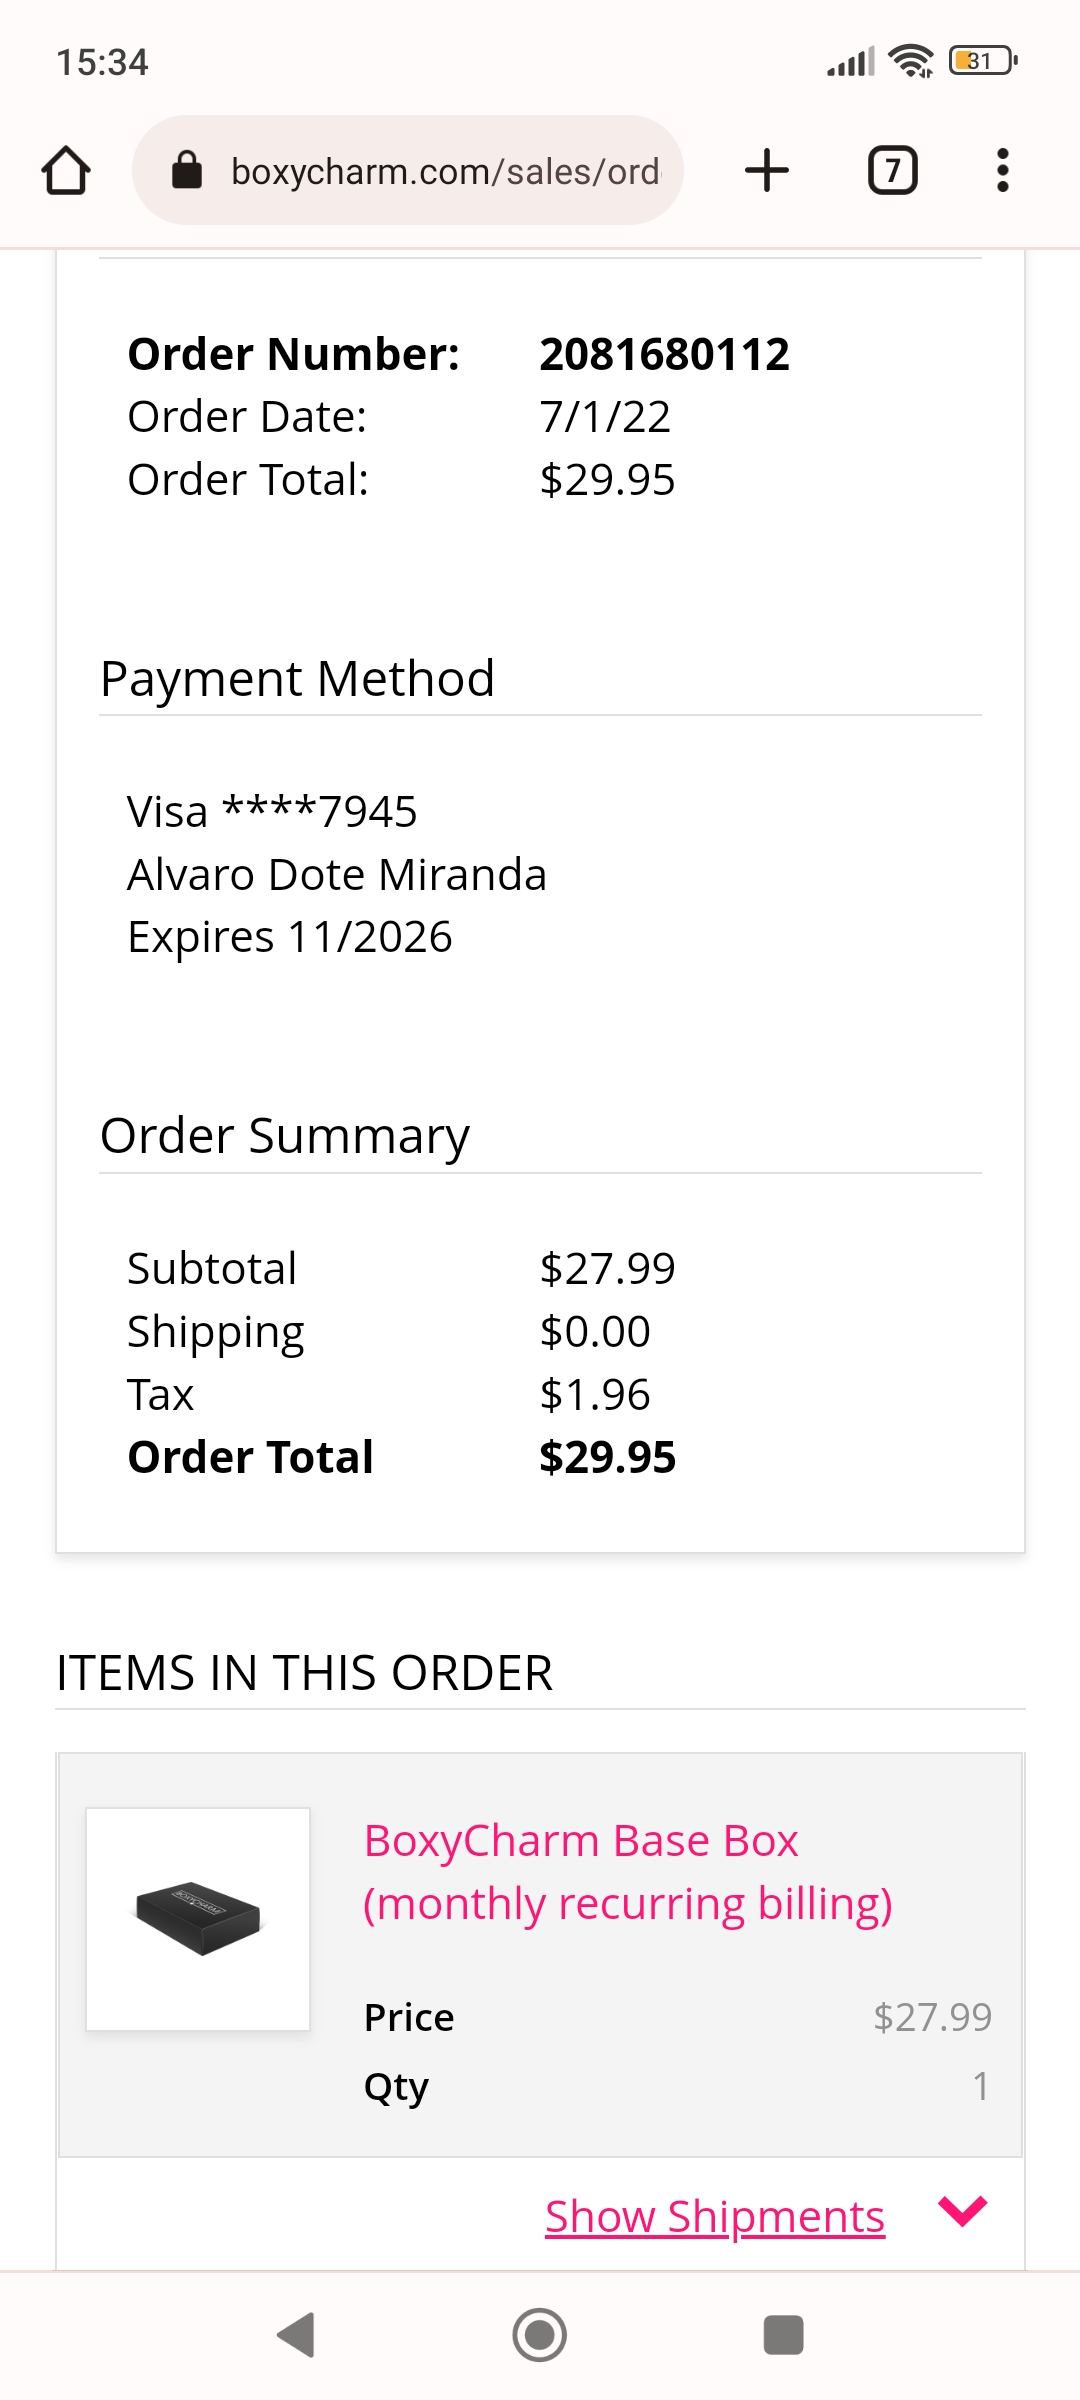 15:34
31
boxycharm.com/sales/ord
7
Order Number: 2081680112
Order Date: 7/1/22
Order Total: $29.95
Payment Method
Visa ****7945
Alvaro Dote Miranda
Expires 11/2026
Order Summary
Subtotal $27.99
Shipping $0.00
Tax $1.96
Order Total $29.95
ITEMS IN THIS ORDER
BOXYCHARM
BoxyCharm Base Box
(monthly recurring billing)
Price $27.99
Qty 1
Show Shipments